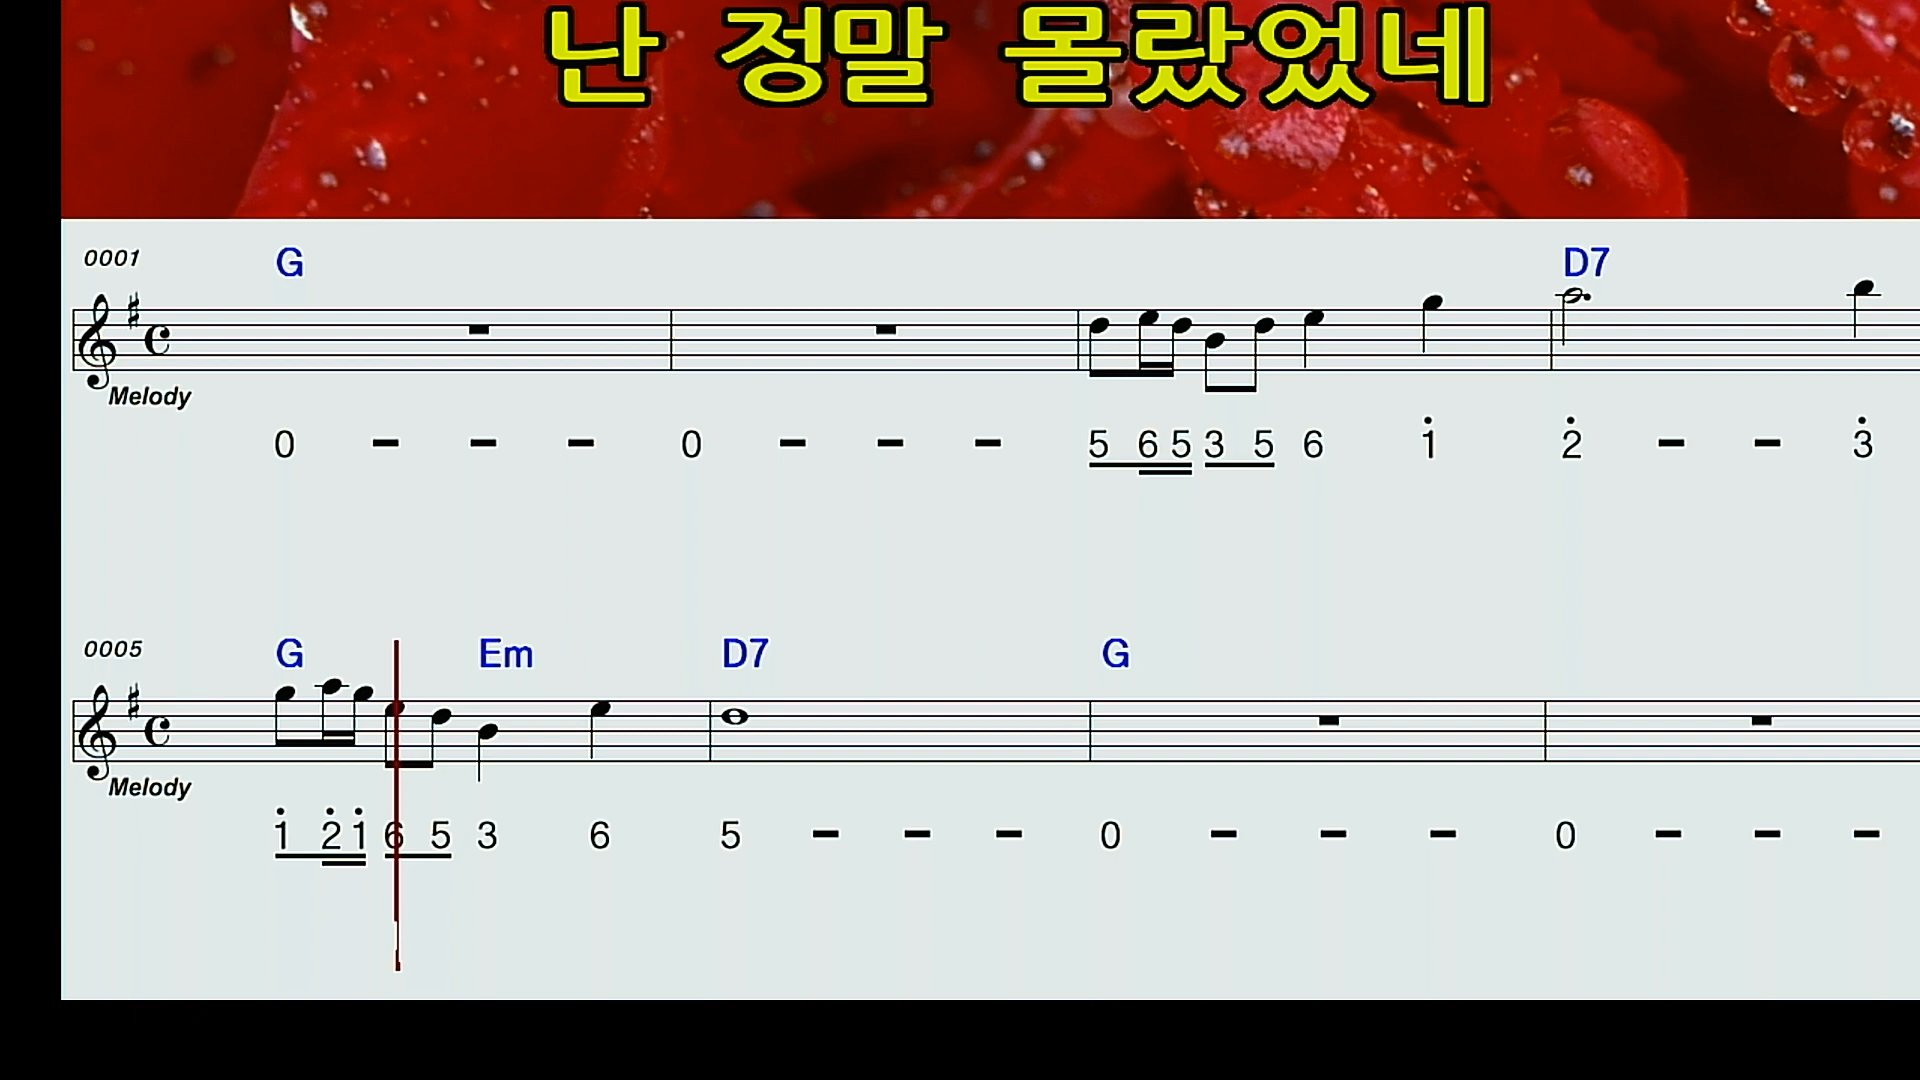 난 정말 몰랐었네
0001 G D7
Melody
0 - - - 0 - - - 5 6 5 3 5 6 1̇ 2̇ - - 3̇
0005 G Em D7 G
Melody
1̇ 2̇ 1̇ 6 5 3 6 5 - - - 0 - - - 0 - - -